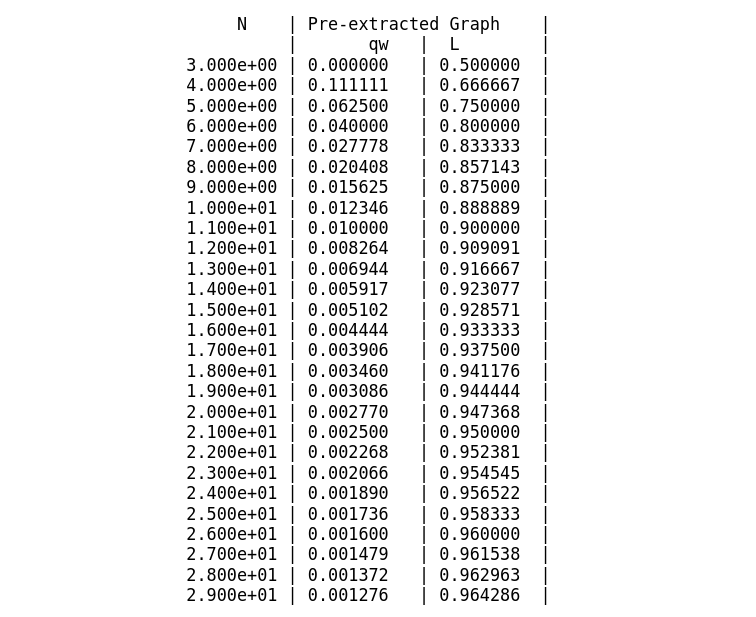 N | Pre-extracted Graph |
| qw | L |
3.000e+00 | 0.000000 | 0.500000 |
4.000e+00 | 0.111111 | 0.666667 |
5.000e+00 | 0.062500 | 0.750000 |
6.000e+00 | 0.040000 | 0.800000 |
7.000e+00 | 0.027778 | 0.833333 |
8.000e+00 | 0.020408 | 0.857143 |
9.000e+00 | 0.015625 | 0.875000 |
1.000e+01 | 0.012346 | 0.888889 |
1.100e+01 | 0.010000 | 0.900000 |
1.200e+01 | 0.008264 | 0.909091 |
1.300e+01 | 0.006944 | 0.916667 |
1.400e+01 | 0.005917 | 0.923077 |
1.500e+01 | 0.005102 | 0.928571 |
1.600e+01 | 0.004444 | 0.933333 |
1.700e+01 | 0.003906 | 0.937500 |
1.800e+01 | 0.003460 | 0.941176 |
1.900e+01 | 0.003086 | 0.944444 |
2.000e+01 | 0.002770 | 0.947368 |
2.100e+01 | 0.002500 | 0.950000 |
2.200e+01 | 0.002268 | 0.952381 |
2.300e+01 | 0.002066 | 0.954545 |
2.400e+01 | 0.001890 | 0.956522 |
2.500e+01 | 0.001736 | 0.958333 |
2.600e+01 | 0.001600 | 0.960000 |
2.700e+01 | 0.001479 | 0.961538 |
2.800e+01 | 0.001372 | 0.962963 |
2.900e+01 | 0.001276 | 0.964286 |